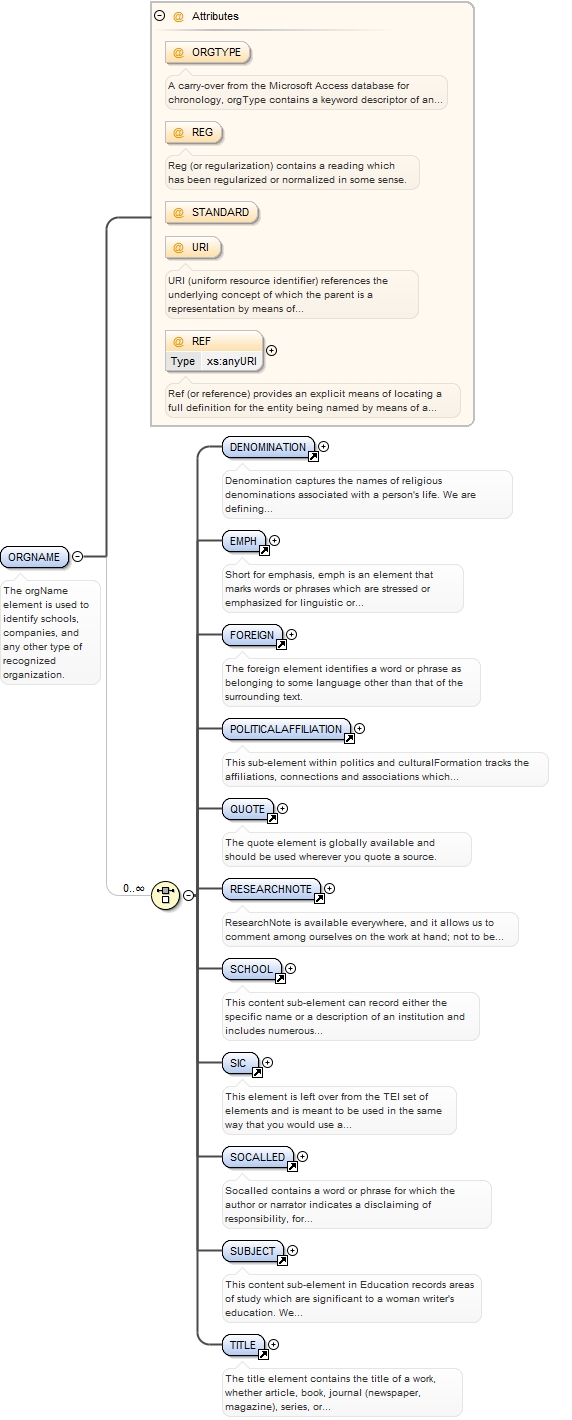 Attributes
@ ORGTYPE
A carry-over from the Microsoft Access database for
chronology, orgType contains a keyword descriptor of an...
@ REG
Reg (or regularization) contains a reading which
has been regularized or normalized in some sense.
@ STANDARD
@ URI
URI (uniform resource identifier) references the
underlying concept of which the parent is a
representation by means of...
@ REF
Type xs:anyURI
Ref (or reference) provides an explicit means of locating a
full definition for the entity being named by means of a...
ORGNAME
The orgName
element is used to
identify schools,
companies, and
any other type of
recognized
organization.
0..∞
DENOMINATION
Denomination captures the names of religious
denominations associated with a person's life. We are
defining...
EMPH
Short for emphasis, emph is an element that
marks words or phrases which are stressed or
emphasized for linguistic or...
FOREIGN
The foreign element identifies a word or phrase as
belonging to some language other than that of the
surrounding text.
POLITICALAFFILIATION
This sub-element within politics and culturalFormation tracks the
affiliations, connections and associations which...
QUOTE
The quote element is globally available and
should be used wherever you quote a source.
RESEARCHNOTE
ResearchNote is available everywhere, and it allows us to
comment among ourselves on the work at hand; not to be...
SCHOOL
This content sub-element can record either the
specific name or a description of an institution and
includes numerous...
SIC
This element is left over from the TEI set of
elements and is meant to be used in the same
way that you would use a...
SOCALLED
Socalled contains a word or phrase for which the
author or narrator indicates a disclaiming of
responsibility, for...
SUBJECT
This content sub-element in Education records areas
of study which are significant to a woman writer's
education. We...
TITLE
The title element contains the title of a work,
whether article, book, journal (newspaper,
magazine), series, or...